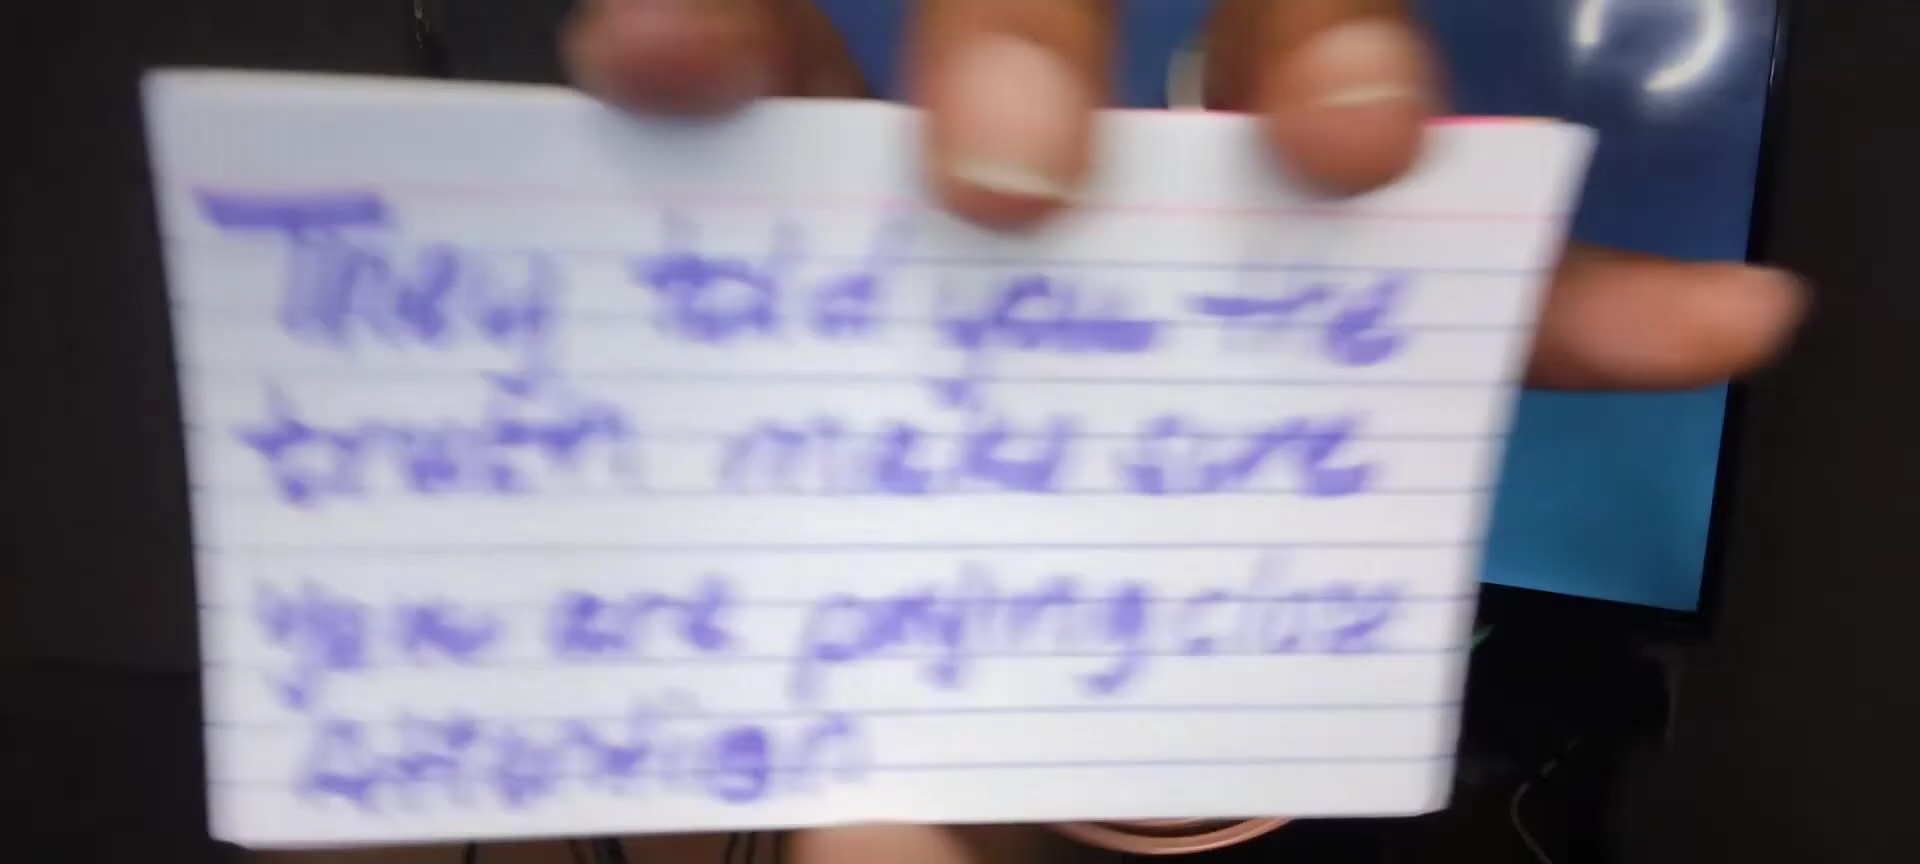 They told you the
truth make sure
you are paying close
attention